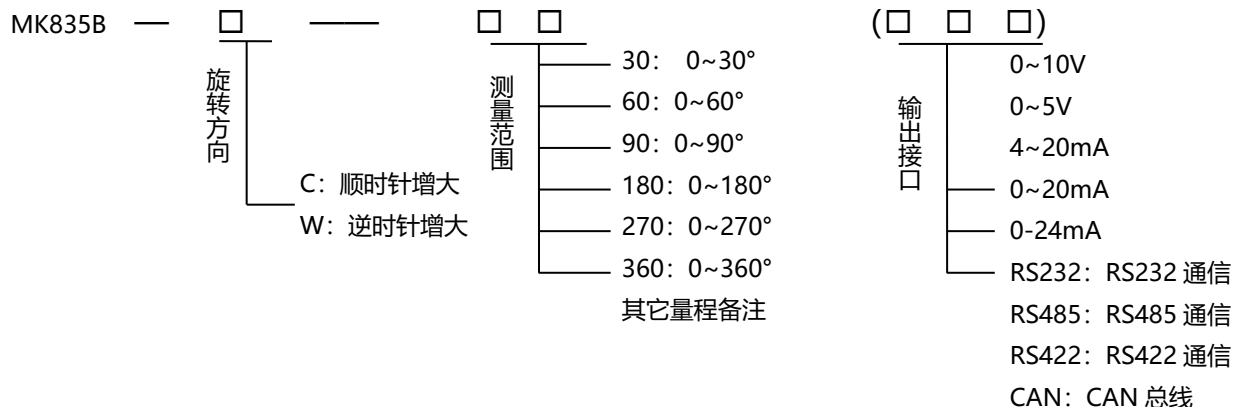 MK835B — □ —— □ □ (□ □ □)
旋转方向
C：顺时针增大
W：逆时针增大
测量范围
30： 0~30°
60：0~60°
90：0~90°
180：0~180°
270：0~270°
360：0~360°
其它量程备注
输出接口
0~10V
0~5V
4~20mA
0~20mA
0-24mA
RS232：RS232 通信
RS485：RS485 通信
RS422：RS422 通信
CAN：CAN 总线